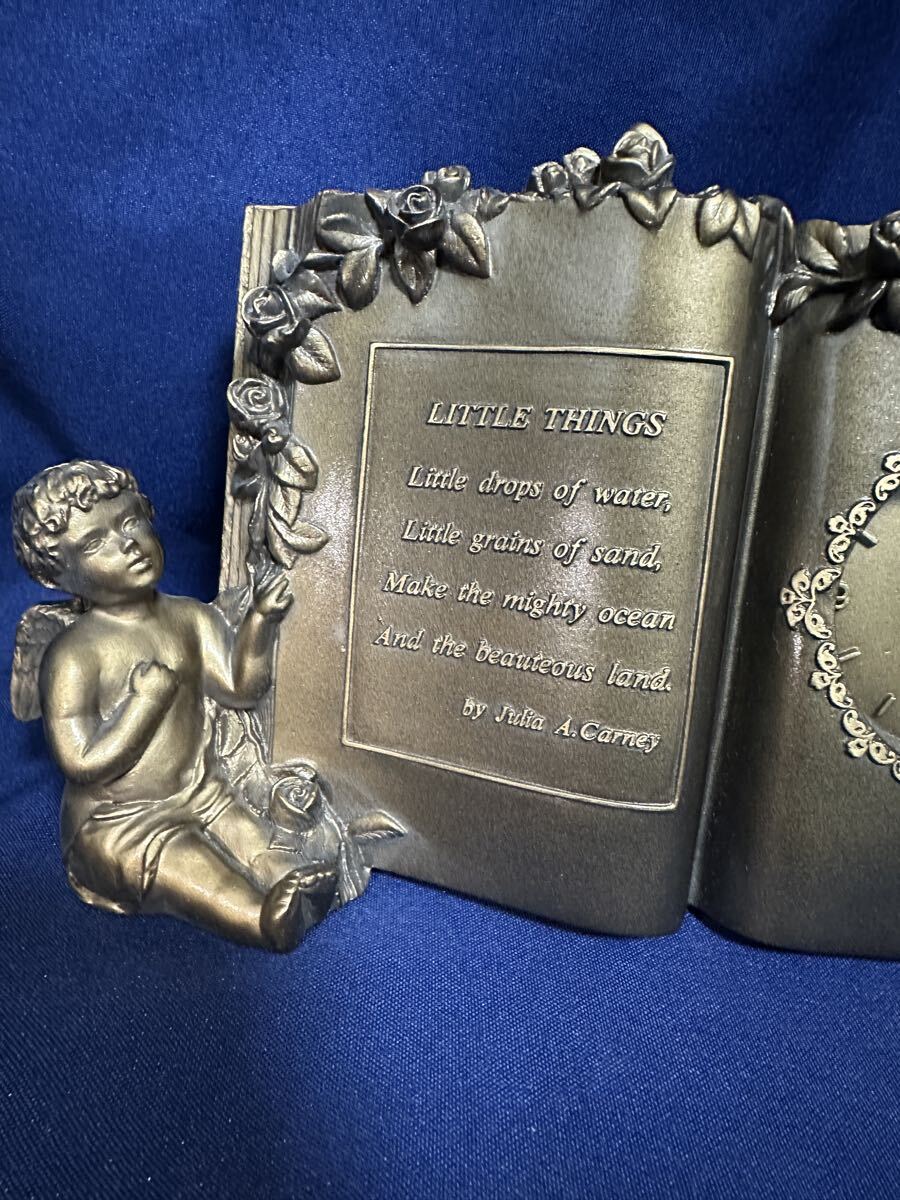 LITTLE THINGS
Little drops of water,
Little grains of sand,
Make the mighty ocean
And the beauteous land.
by Julia A. Carney